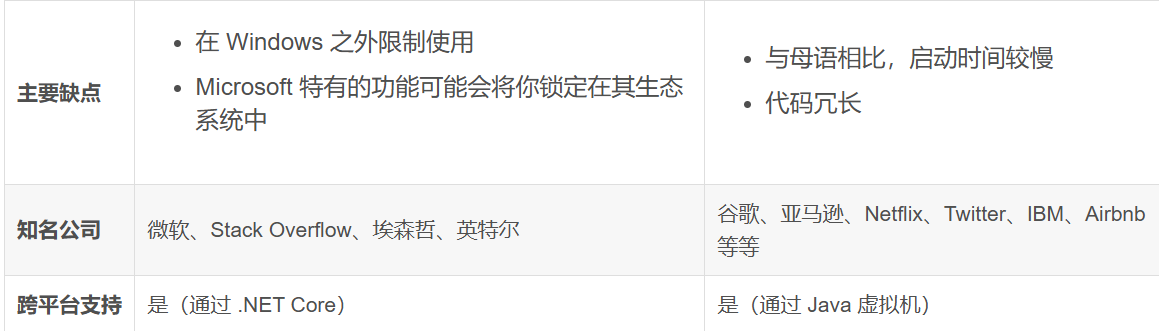 主要缺点
• 在 Windows 之外限制使用
• Microsoft 特有的功能可能会将你锁定在其生态
系统中
• 与母语相比，启动时间较慢
• 代码冗长
知名公司
微软、Stack Overflow、埃森哲、英特尔
谷歌、亚马逊、Netflix、Twitter、IBM、Airbnb
等等
跨平台支持
是（通过 .NET Core）
是（通过 Java 虚拟机）